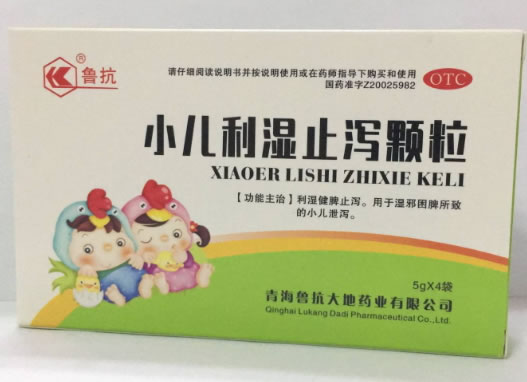 鲁抗®
请仔细阅读说明书并按说明使用或在药师指导下购买和使用
国药准字Z20025982
OTC
小儿利湿止泻颗粒
XIAOER LISHI ZHIXIE KELI
【功能主治】利湿健脾止泻。用于湿邪困脾所致
的小儿泄泻。
5gX4袋
青海鲁抗大地药业有限公司
Qinghai Lukang Dadi Pharmaceutical Co.,Ltd.